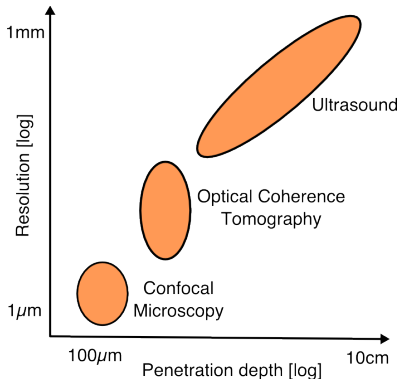 1mm
Resolution [log]
Ultrasound
Optical Coherence
Tomography
Confocal
Microscopy
1µm
100µm
10cm
Penetration depth [log]